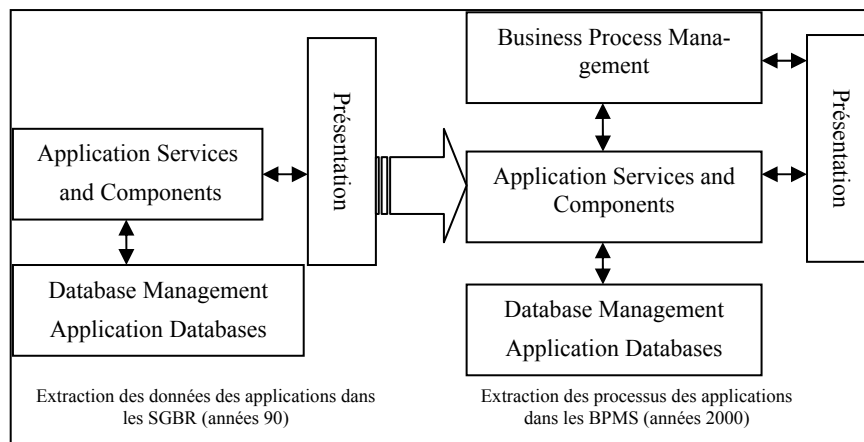 Application Services
and Components
Database Management
Application Databases
Présentation
Extraction des données des applications dans
les SGBR (années 90)
Business Process Mana-
gement
Application Services and
Components
Database Management
Application Databases
Présentation
Extraction des processus des applications
dans les BPMS (années 2000)